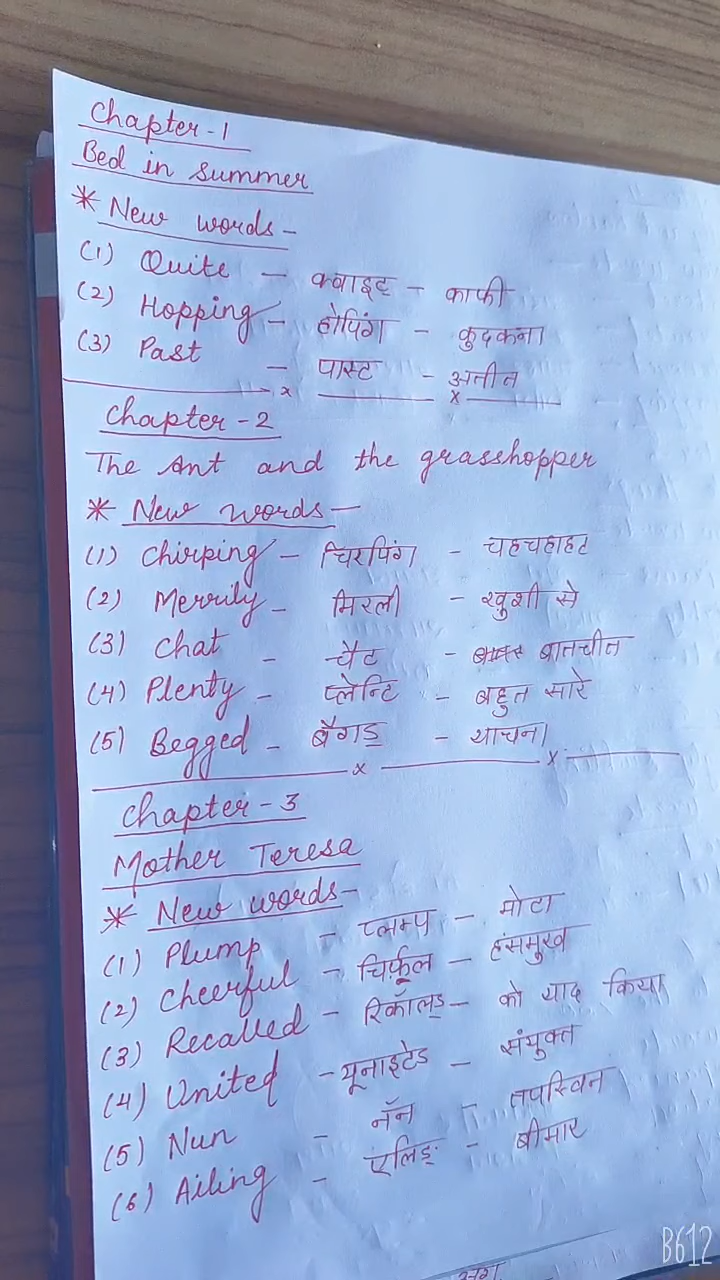 Chapter-1
Bed in summer
* New words-
(1) Quite - क्वाइट - काफी
(2) Hopping - होपिंग - कुदकना
(3) Past - पास्ट - अतीत
x x
Chapter-2
The Ant and the grasshopper
* New words-
(1) Chirping - चिरपिंग - चहचहाहट
(2) Merrily - मिरली - खुशी से
(3) Chat - चैट - बातचीत
(4) Plenty - प्लेन्टि - बहुत सारे
(5) Begged - बैगड् - याचना
x x
Chapter-3
Mother Teresa
* New words-
(1) Plump - प्लम्प् - मोटा
(2) Cheerful - चिर्फूल - हंसमुख
(3) Recalled - रिकॉल्ड् - को याद किया
(4) United - यूनाइटेड - संयुक्त
(5) Nun - नॅन - तपस्विन
(6) Ailing - एलिङ् - बीमार
B612